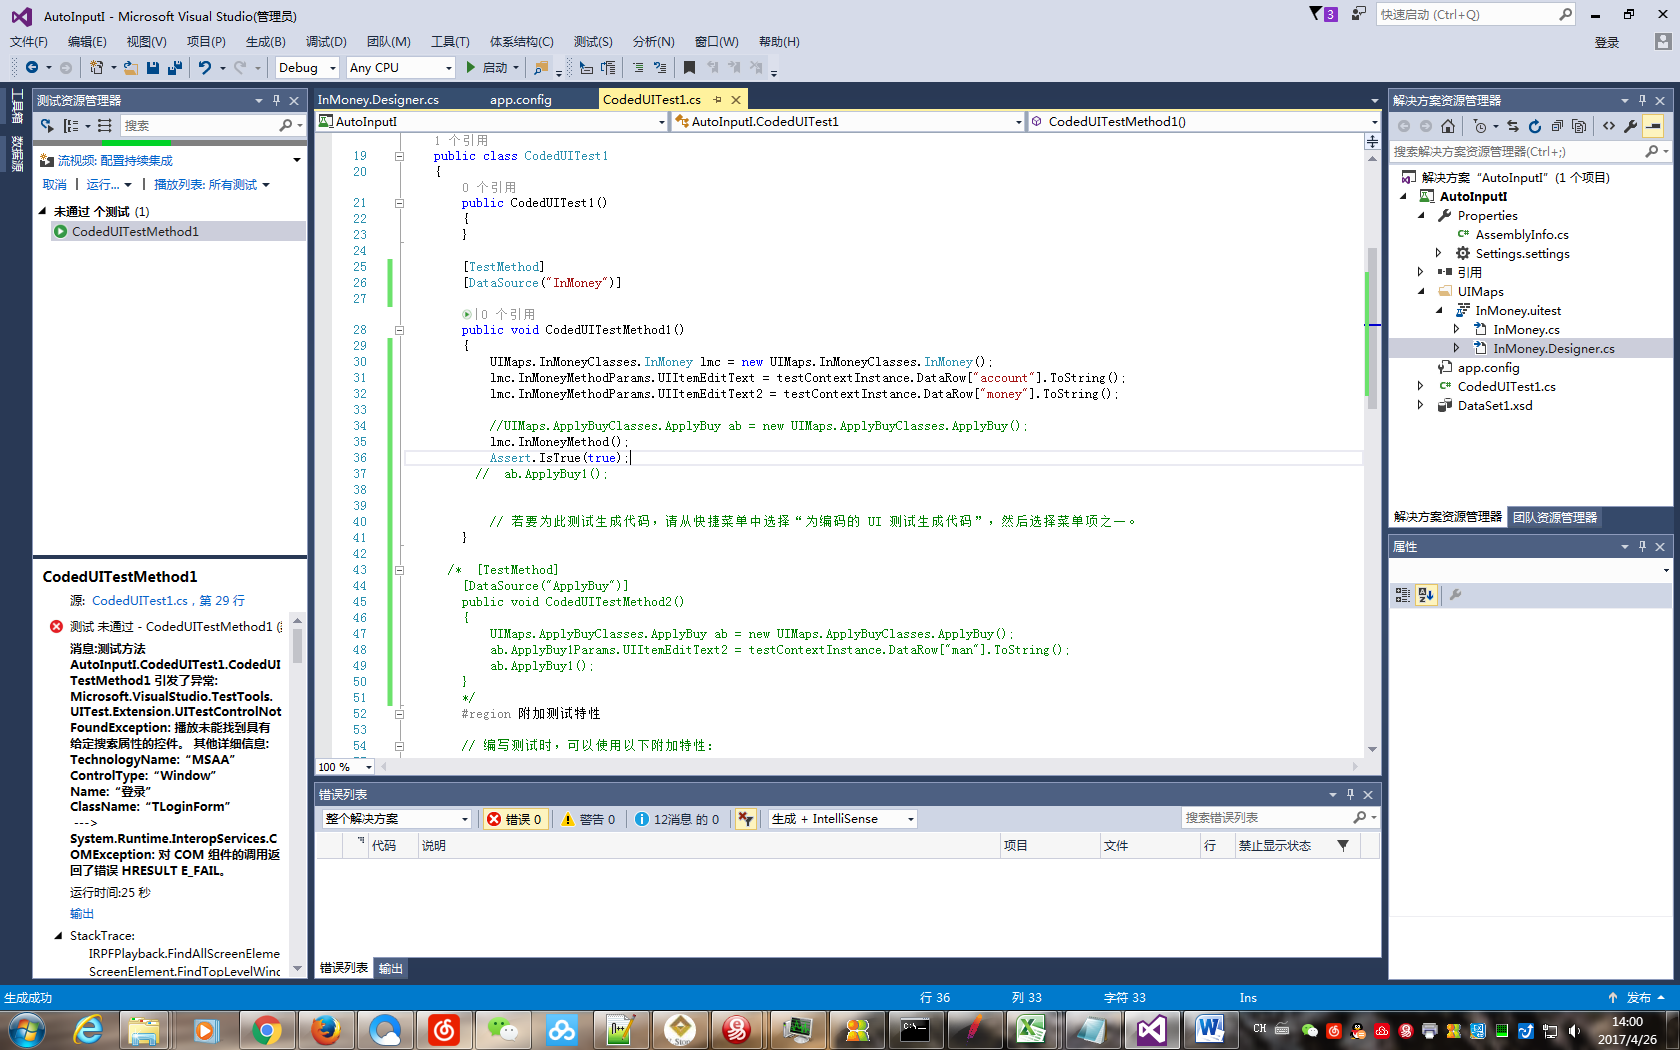 AutoInputI - Microsoft Visual Studio(管理员)
3
快速启动 (Ctrl+Q)
文件(F) 编辑(E) 视图(V) 项目(P) 生成(B) 调试(D) 团队(M) 工具(T) 体系结构(C) 测试(S) 分析(N) 窗口(W) 帮助(H)
登录
Debug Any CPU 启动
工具箱
数据源
测试资源管理器
搜索
流视频: 配置持续集成
取消 | 运行... | 播放列表: 所有测试
未通过 个测试 (1)
CodedUITestMethod1
CodedUITestMethod1
源: CodedUITest1.cs，第 29 行
测试 未通过 - CodedUITestMethod1
消息:测试方法
AutoInputI.CodedUITest1.CodedUI
TestMethod1 引发了异常:
Microsoft.VisualStudio.TestTools.
UITest.Extension.UITestControlNot
FoundException: 播放未能找到具有
给定搜索属性的控件。 其他详细信息:
TechnologyName:“MSAA”
ControlType:“Window”
Name:“登录”
ClassName:“TLoginForm”
--->
System.Runtime.InteropServices.C
OMException: 对 COM 组件的调用返
回了错误 HRESULT E_FAIL。
运行时间:25 秒
输出
StackTrace:
IRPFPlayback.FindAllScreenEleme
ScreenElement.FindTopLevelWinc
InMoney.Designer.cs app.config CodedUITest1.cs
AutoInputI AutoInputI.CodedUITest1 CodedUITestMethod1()
1 个引用
19 public class CodedUITest1
20 {
0 个引用
21 public CodedUITest1()
22 {
23 }
24
25 [TestMethod]
26 [DataSource("InMoney")]
27
|0 个引用
28 public void CodedUITestMethod1()
29 {
30 UIMaps.InMoneyClasses.InMoney lmc = new UIMaps.InMoneyClasses.InMoney();
31 lmc.InMoneyMethodParams.UIItemEditText = testContextInstance.DataRow["account"].ToString();
32 lmc.InMoneyMethodParams.UIItemEditText2 = testContextInstance.DataRow["money"].ToString();
33
34 //UIMaps.ApplyBuyClasses.ApplyBuy ab = new UIMaps.ApplyBuyClasses.ApplyBuy();
35 lmc.InMoneyMethod();
36 Assert.IsTrue(true);
37 // ab.ApplyBuy1();
38
39
40 // 若要为此测试生成代码，请从快捷菜单中选择“为编码的 UI 测试生成代码”，然后选择菜单项之一。
41 }
42
43 /* [TestMethod]
44 [DataSource("ApplyBuy")]
45 public void CodedUITestMethod2()
46 {
47 UIMaps.ApplyBuyClasses.ApplyBuy ab = new UIMaps.ApplyBuyClasses.ApplyBuy();
48 ab.ApplyBuy1Params.UIItemEditText2 = testContextInstance.DataRow["man"].ToString();
49 ab.ApplyBuy1();
50 }
51 */
52 #region 附加测试特性
53
54 // 编写测试时，可以使用以下附加特性:
100 %
错误列表
整个解决方案 错误 0 警告 0 12消息 的 0 生成 + IntelliSense 搜索错误列表
代码 说明 项目 文件 行 禁止显示状态
错误列表 输出
解决方案资源管理器
搜索解决方案资源管理器(Ctrl+;)
解决方案 "AutoInputI" (1 个项目)
AutoInputI
Properties
AssemblyInfo.cs
Settings.settings
引用
UIMaps
InMoney.uitest
InMoney.cs
InMoney.Designer.cs
app.config
CodedUITest1.cs
DataSet1.xsd
解决方案资源管理器 团队资源管理器
属性
生成成功 行 36 列 33 字符 33 Ins 发布
CH
14:00
2017/4/26